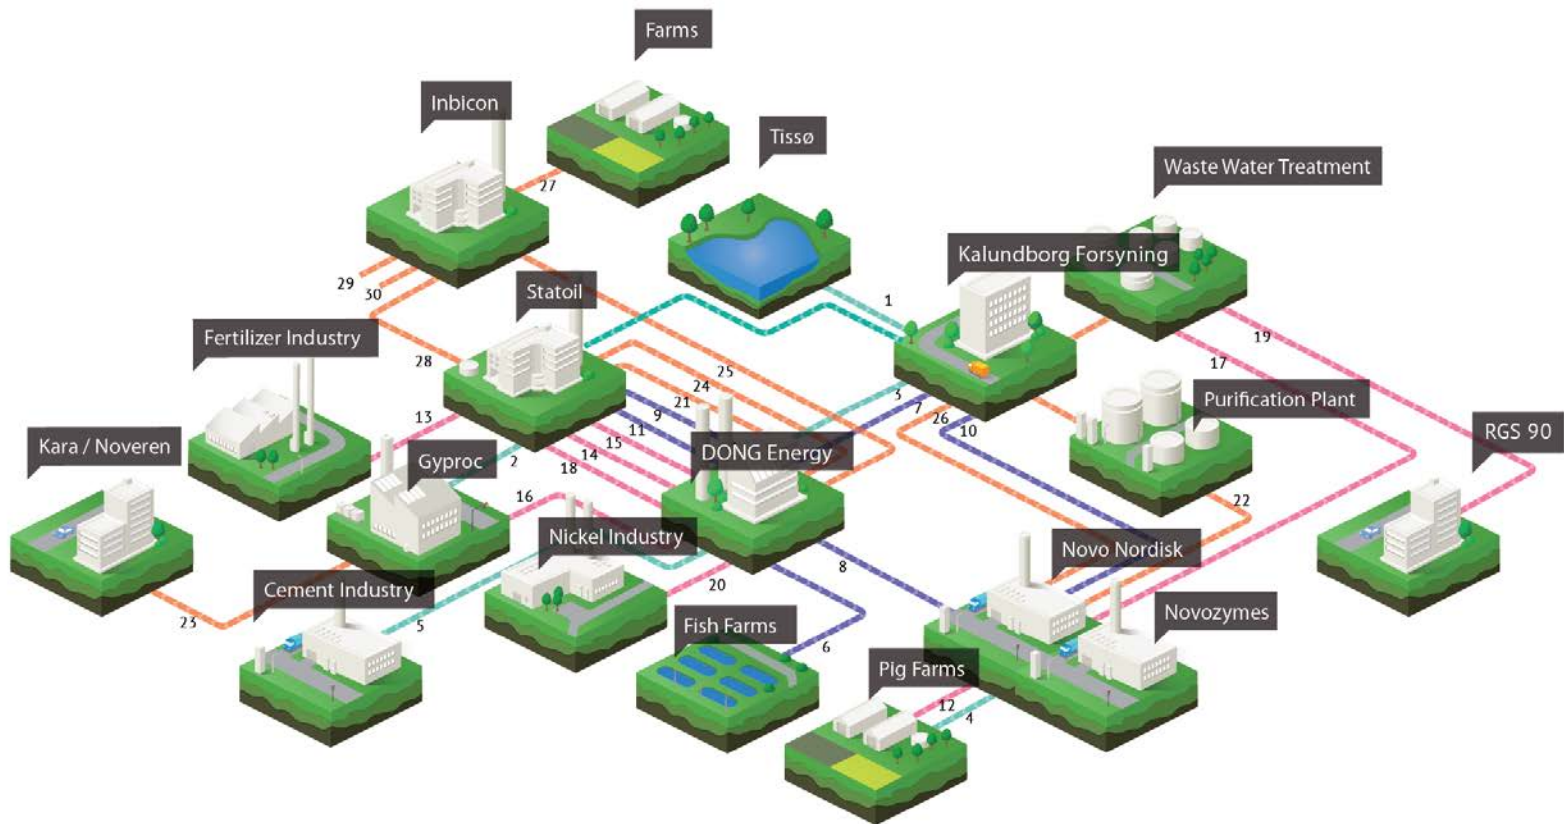 Farms
Inbicon
Tissø
Waste Water Treatment
27
Kalundborg Forsyning
29
30
Statoil
1
Fertilizer Industry
19
28
25
17
24
3
7
21
26
Purification Plant
13
9
10
11
RGS 90
Kara / Noveren
15
DONG Energy
Gyproc
2
14
18
16
22
Nickel Industry
Novo Nordisk
8
Cement Industry
20
Novozymes
23
5
Fish Farms
6
Pig Farms
12
4